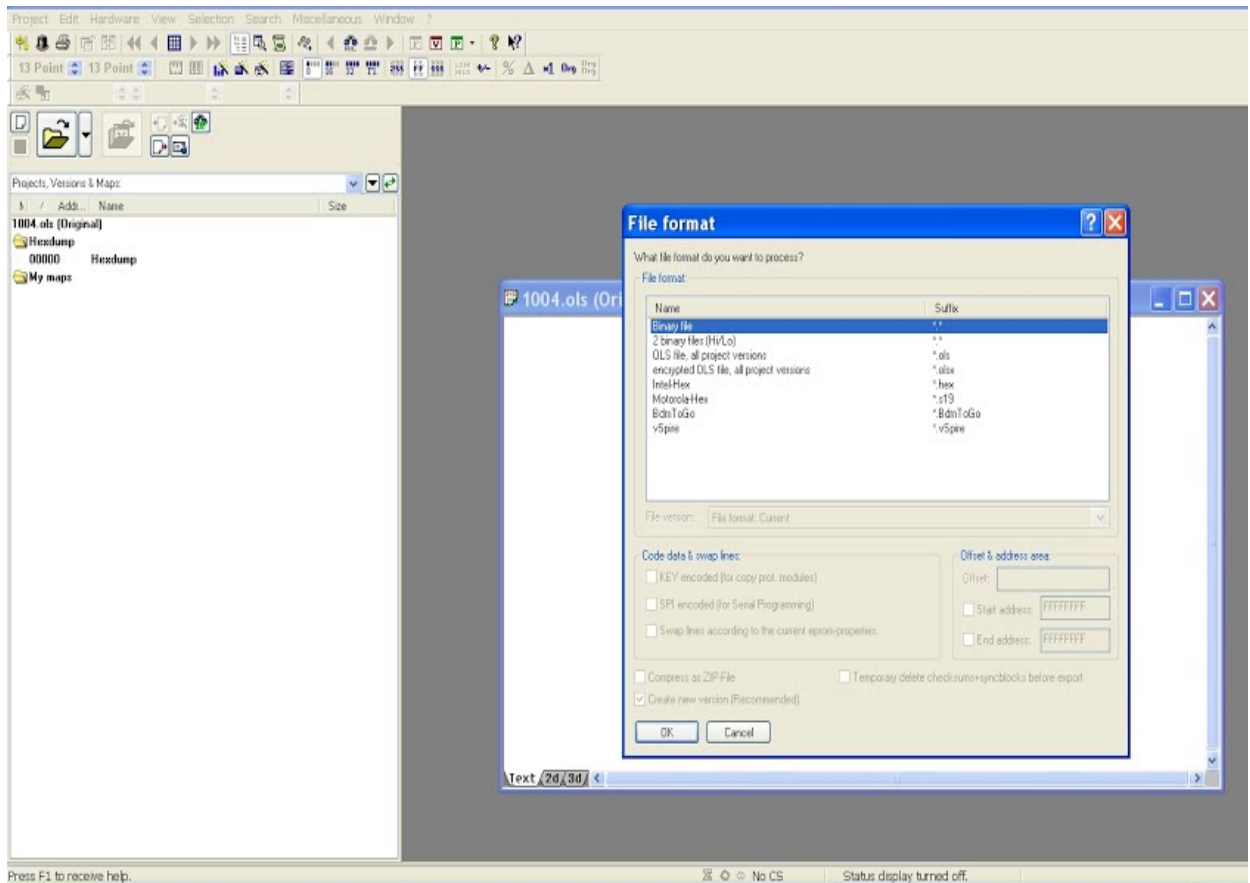 Project Edit Hardware View Selection Search Miscellaneous Window ?
13 Point 13 Point
Projects, Versions & Maps:
Add... Name Size
1004.ols (Original)
Hexdump
00000 Hexdump
My maps
1004.ols (Ori
File format
What file format do you want to process?
File format:
Name Suffix
Binary file *.*
2 binary files (Hi/Lo) *.*
OLS file, all project versions *.ols
encrypted OLS file, all project versions *.olsx
Intel-Hex *.hex
Motorola-Hex *.s19
BdmToGo *.BdmToGo
vSpire *.vSpire
File version: File format: Current
Code data & swap lines:
KEY encoded (for copy prot. modules)
SPI encoded (for Serial Programming)
Swap lines according to the current eprom-properties.
Offset & address area:
Offset:
Start address: FFFFFFFF
End address: FFFFFFFF
Compress as ZIP-File
Temporary delete checksums+syncblocks before export
Create new version (Recommended)
OK Cancel
Text 2d 3d
Press F1 to receive help. No CS Status display turned off.